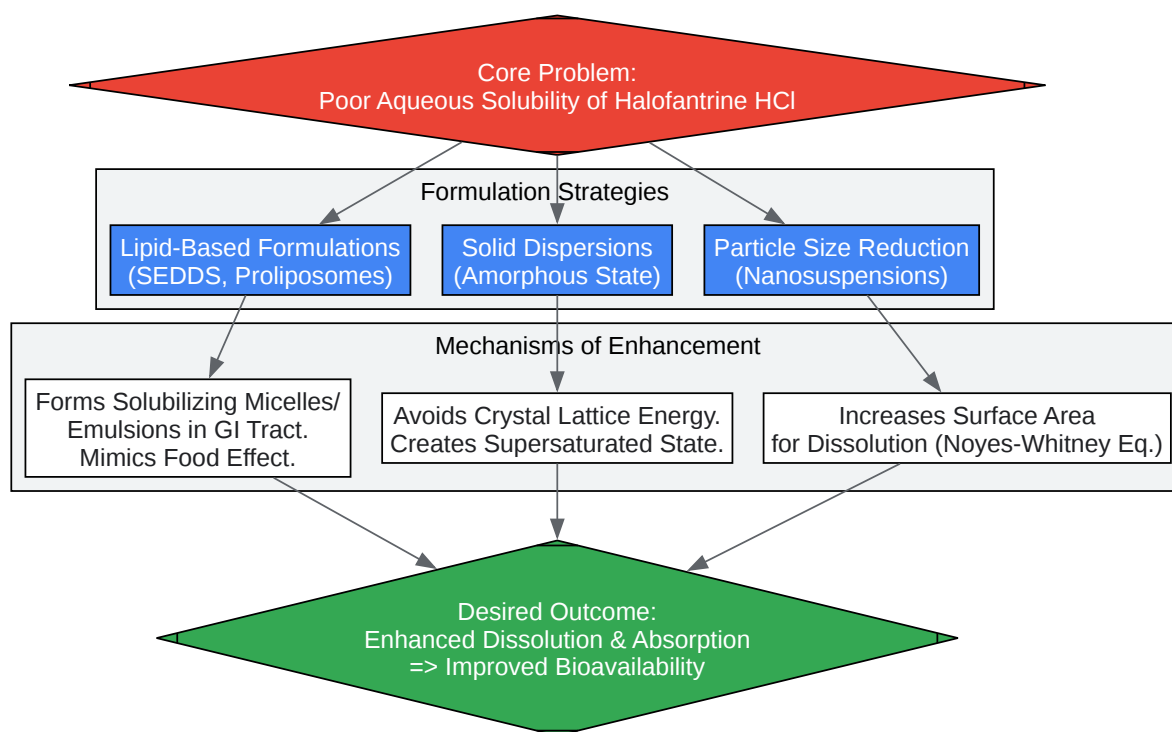 Core Problem:
Poor Aqueous Solubility of Halofantrine HCl
Formulation Strategies
Lipid-Based Formulations
(SEDDS, Proliposomes)
Solid Dispersions
(Amorphous State)
Particle Size Reduction
(Nanosuspensions)
Mechanisms of Enhancement
Forms Solubilizing Micelles/
Emulsions in GI Tract.
Mimics Food Effect.
Avoids Crystal Lattice Energy.
Creates Supersaturated State.
Increases Surface Area
for Dissolution (Noyes-Whitney Eq.)
Desired Outcome:
Enhanced Dissolution & Absorption
=> Improved Bioavailability